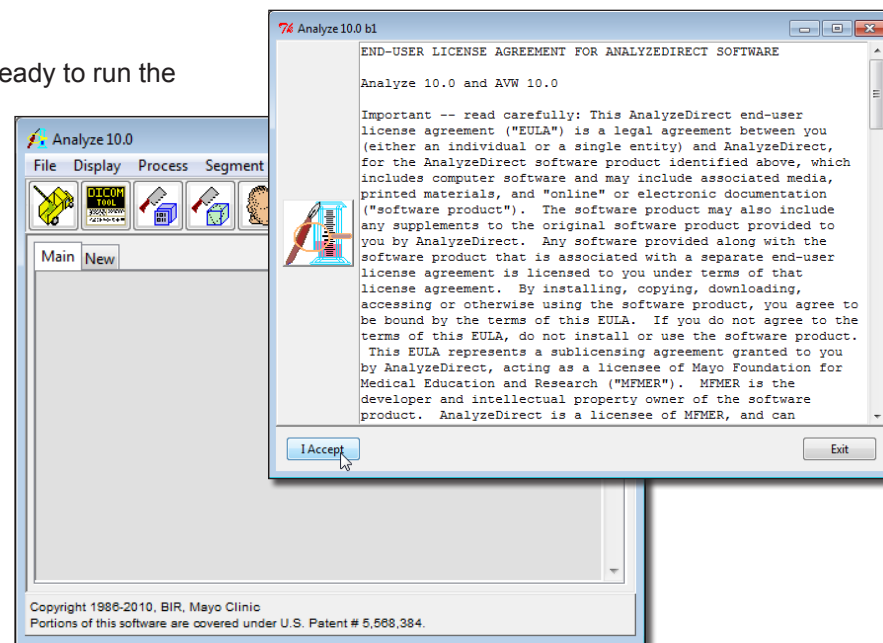 eady to run the
Analyze 10.0 b1
END-USER LICENSE AGREEMENT FOR ANALYZEDIRECT SOFTWARE
Analyze 10.0 and AVW 10.0
Important -- read carefully: This AnalyzeDirect end-user
license agreement ("EULA") is a legal agreement between you
(either an individual or a single entity) and AnalyzeDirect,
for the AnalyzeDirect software product identified above, which
includes computer software and may include associated media,
printed materials, and "online" or electronic documentation
("software product").  The software product may also include
any supplements to the original software product provided to
you by AnalyzeDirect.  Any software provided along with the
software product that is associated with a separate end-user
license agreement is licensed to you under terms of that
license agreement.  By installing, copying, downloading,
accessing or otherwise using the software product, you agree to
be bound by the terms of this EULA.  If you do not agree to the
terms of this EULA, do not install or use the software product.
This EULA represents a sublicensing agreement granted to you
by AnalyzeDirect, acting as a licensee of Mayo Foundation for
Medical Education and Research ("MFMER").  MFMER is the
developer and intellectual property owner of the software
product.  AnalyzeDirect is a licensee of MFMER, and can
I Accept
Exit
Analyze 10.0
File Display Process Segment
DICOM
TOOL
Main New
Copyright 1986-2010, BIR, Mayo Clinic
Portions of this software are covered under U.S. Patent # 5,568,384.